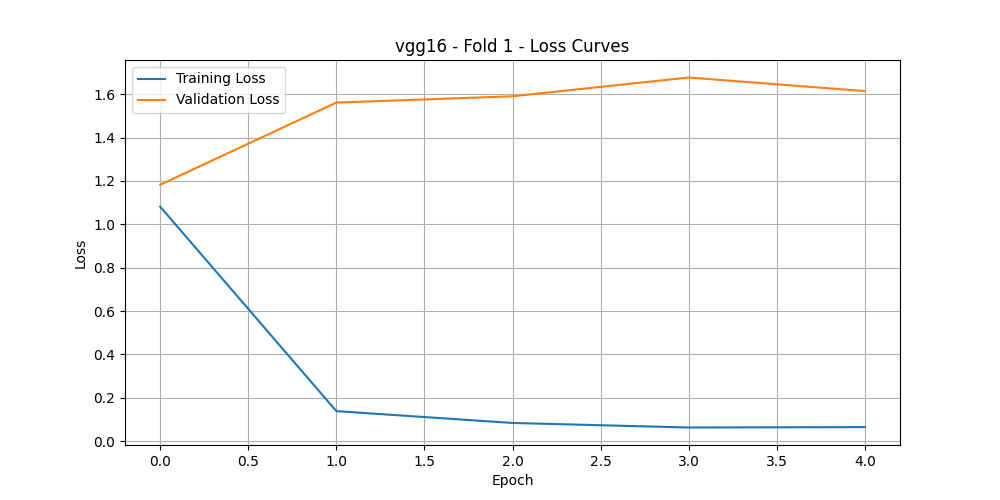 vgg16 - Fold 1 - Loss Curves
Training Loss
Validation Loss
1.6
1.4
1.2
1.0
0.8
0.6
0.4
0.2
0.0
Loss
0.0 0.5 1.0 1.5 2.0 2.5 3.0 3.5 4.0
Epoch